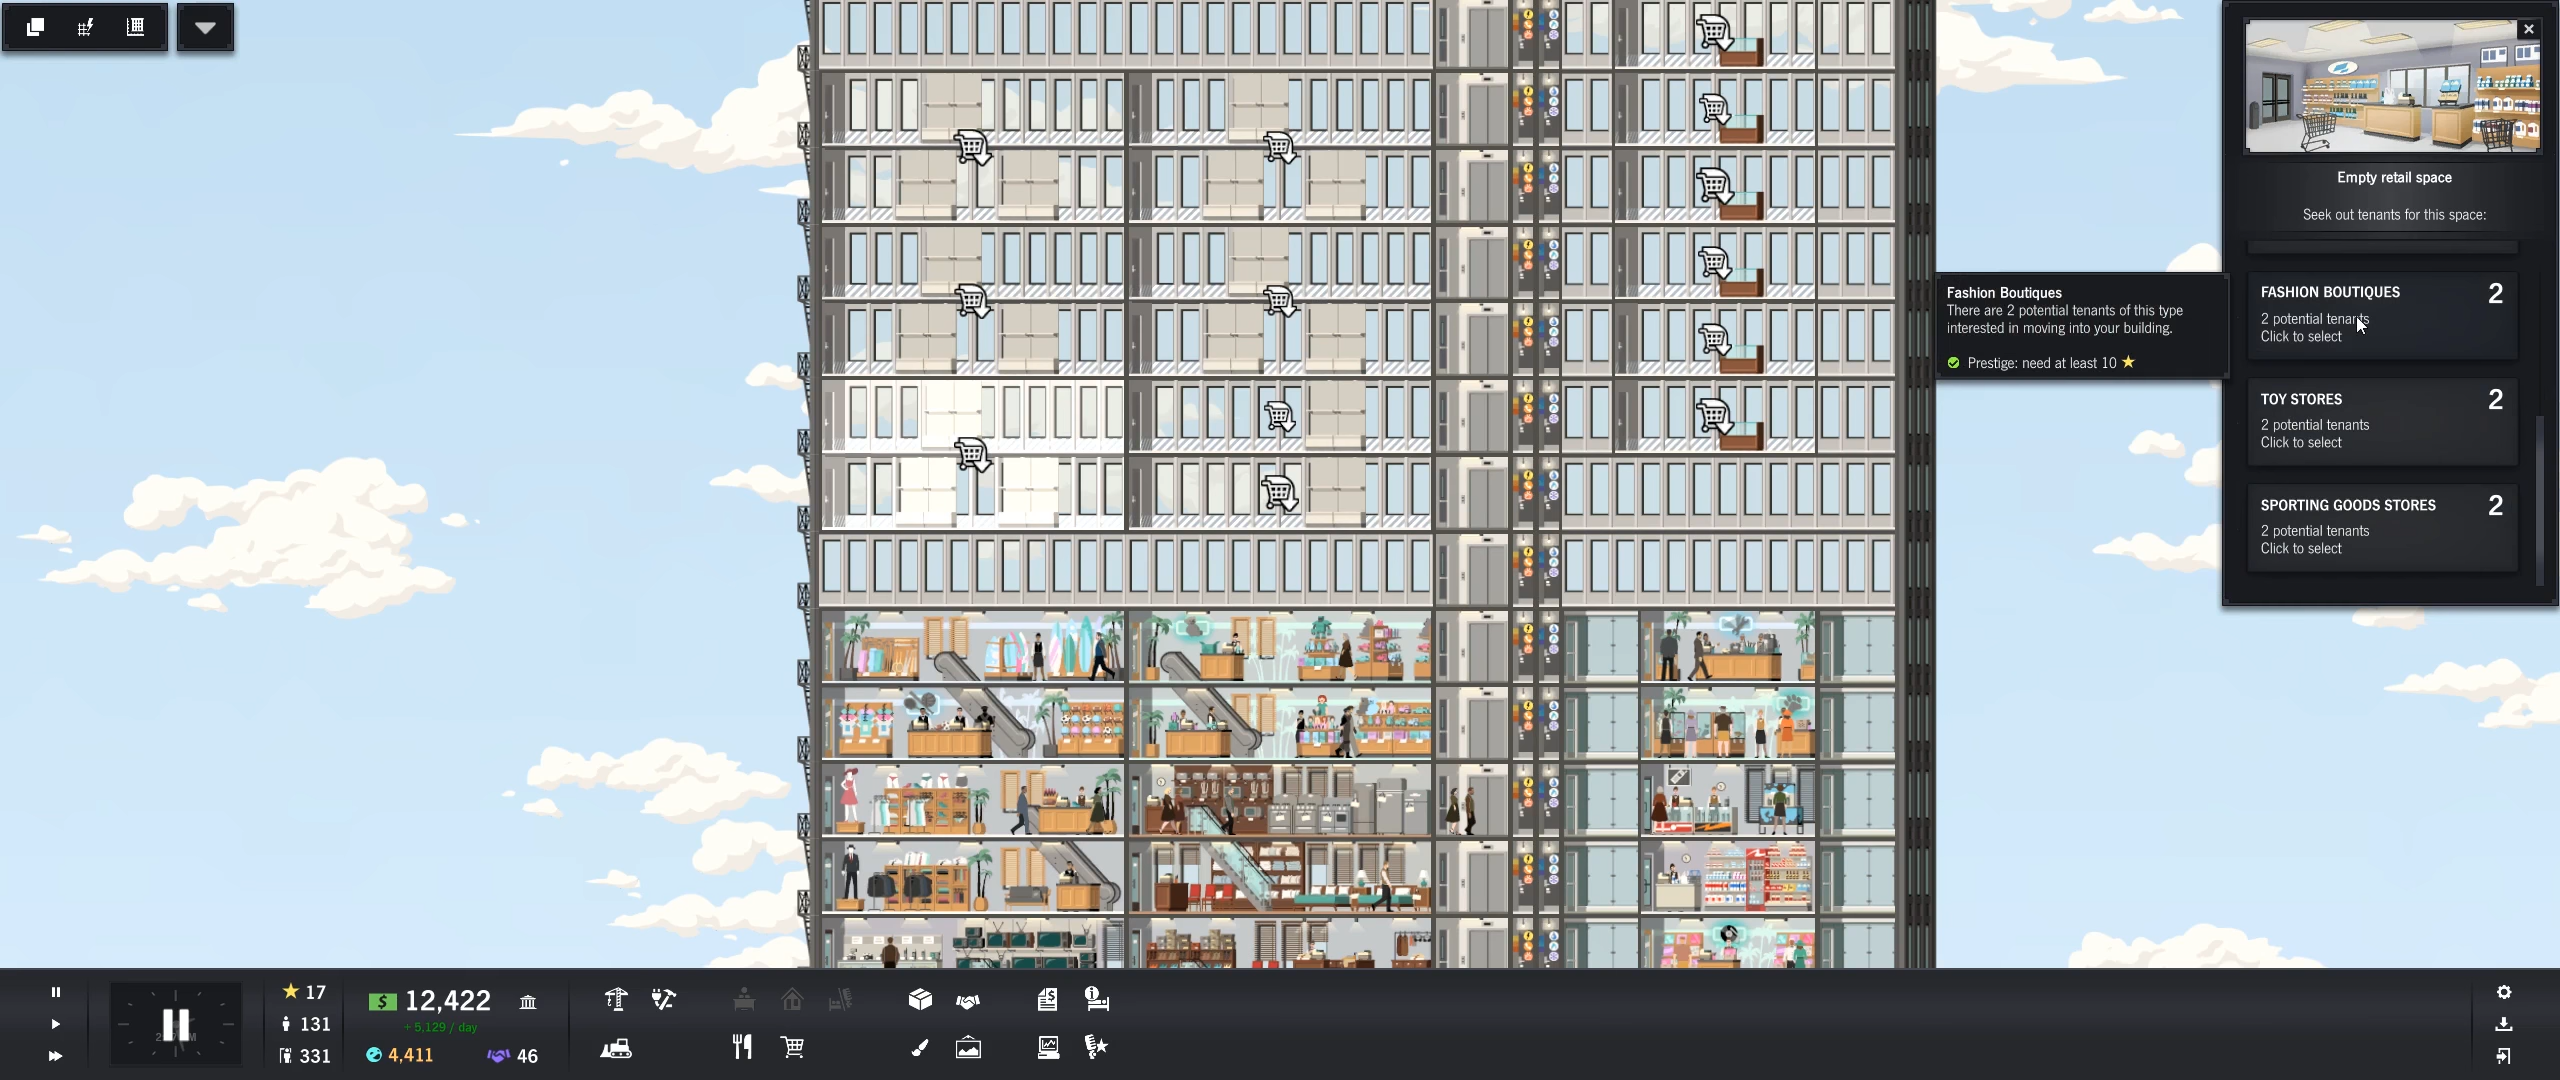 Empty retail space
Seek out tenants for this space:
FASHION BOUTIQUES
2
2 potential tenants
Click to select
TOY STORES
2
2 potential tenants
Click to select
SPORTING GOODS STORES
2
2 potential tenants
Click to select
Fashion Boutiques
There are 2 potential tenants of this type
interested in moving into your building.
Prestige: need at least 10
17
131
331
$ 12,422
+ 5,129 / day
4,411
46